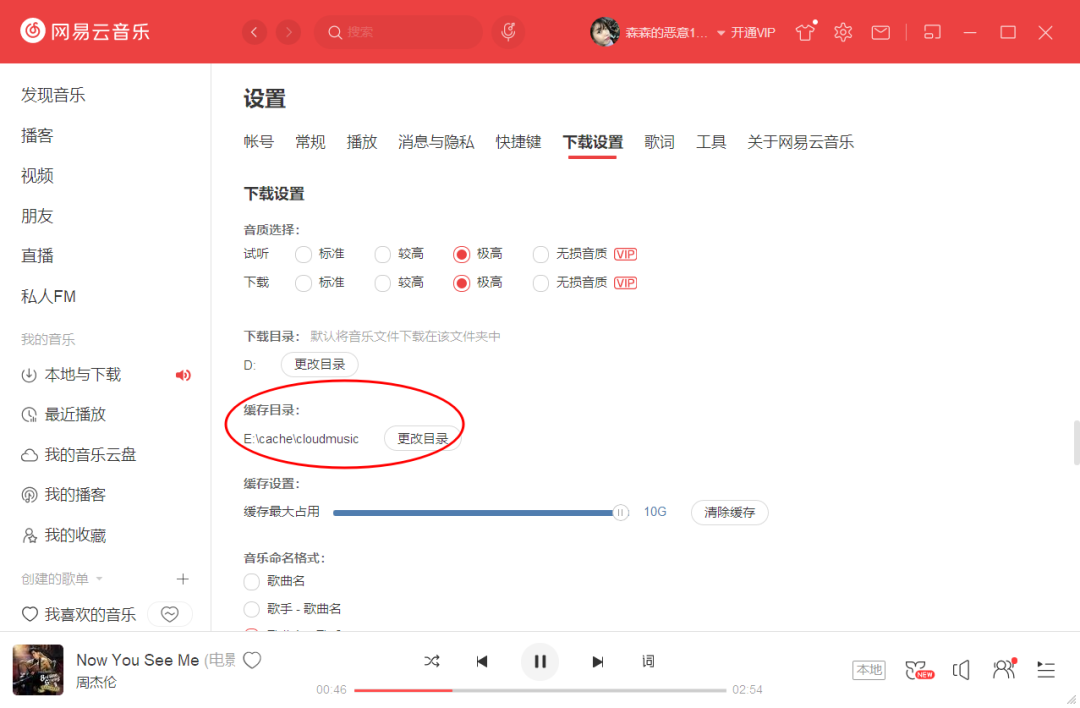 网易云音乐
搜索
森森的恶意1... 开通VIP
发现音乐
播客
视频
朋友
直播
私人FM
我的音乐
本地与下载
最近播放
我的音乐云盘
我的播客
我的收藏
创建的歌单
我喜欢的音乐
设置
帐号 常规 播放 消息与隐私 快捷键 下载设置 歌词 工具 关于网易云音乐
下载设置
音质选择：
试听 标准 较高 极高 无损音质 VIP
下载 标准 较高 极高 无损音质 VIP
下载目录： 默认将音乐文件下载在该文件夹中
D: 更改目录
缓存目录：
E:\cache\cloudmusic 更改目录
缓存设置：
缓存最大占用 10G 清除缓存
音乐命名格式：
歌曲名
歌手 - 歌曲名
Now You See Me (电影
周杰伦
词
00:46 02:54
本地
NEW